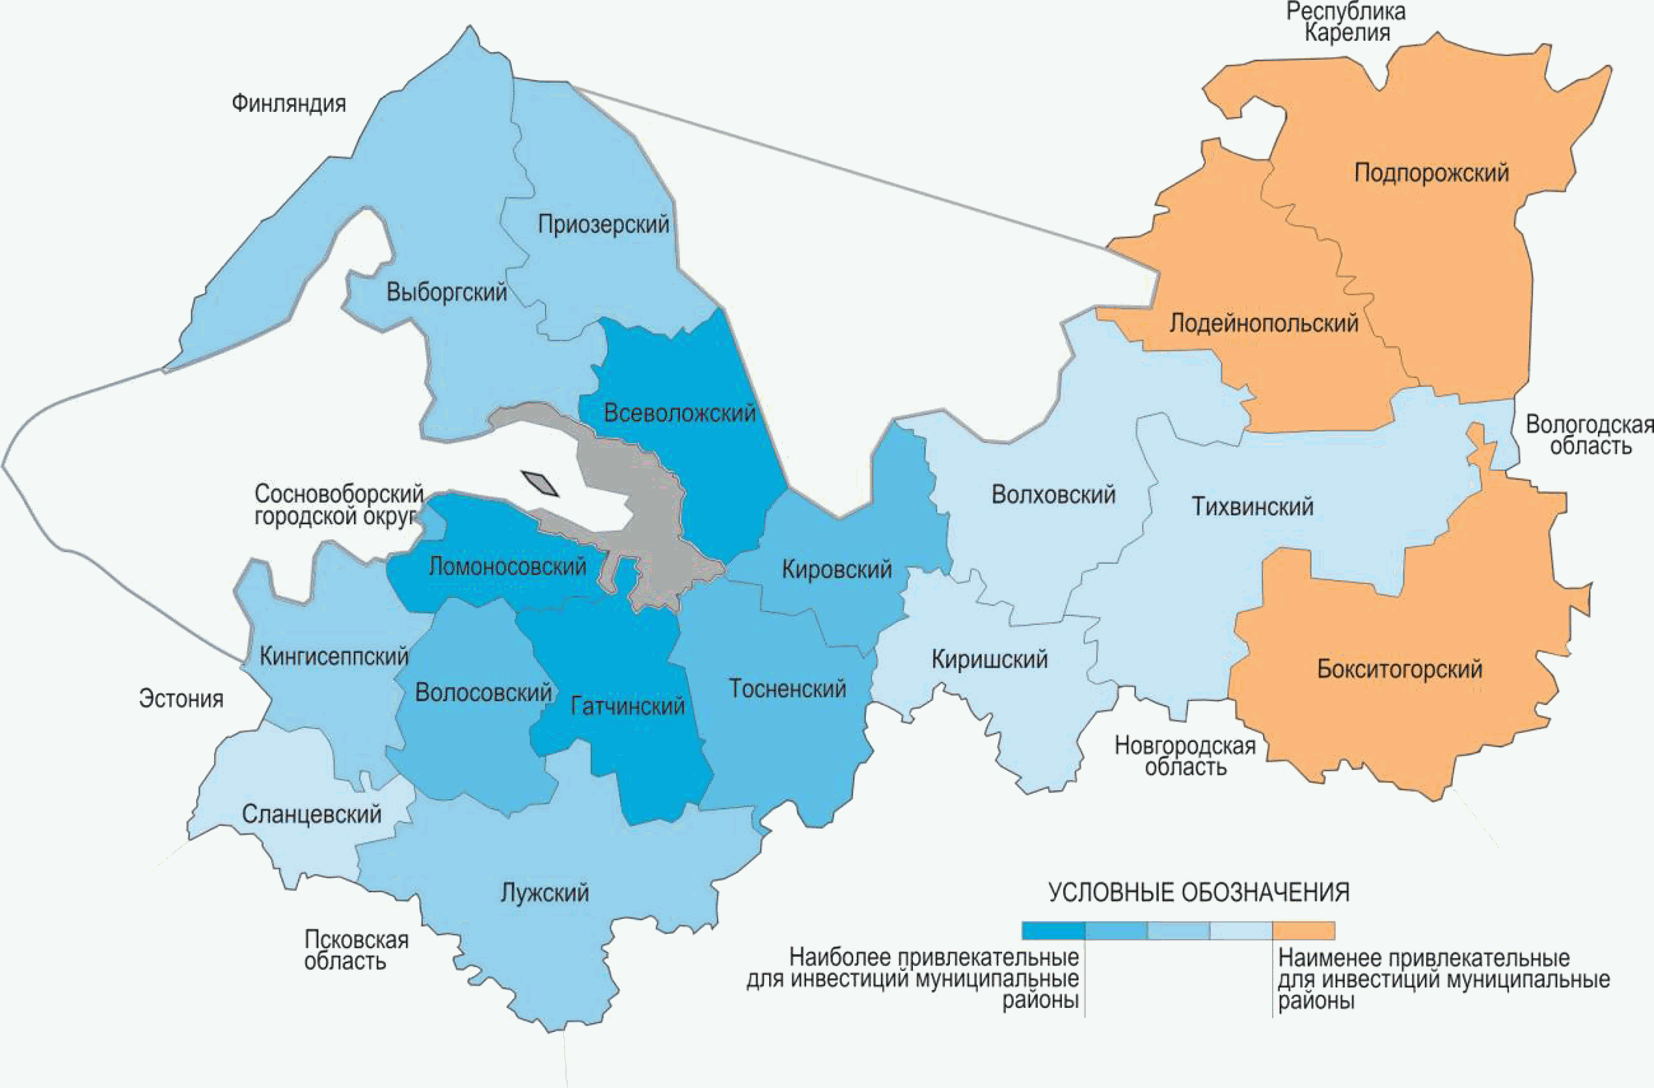 Республика
Карелия
Финляндия
Подпорожский
Приозерский
Выборгский
Лодейнопольский
Всеволожский
Вологодская
область
Сосновоборский
городской округ
Волховский
Тихвинский
Ломоносовский
Кировский
Кингисеппский
Киришский
Бокситогорский
Эстония
Волосовский
Гатчинский
Тосненский
Новгородская
область
Сланцевский
Лужский
Псковская
область
УСЛОВНЫЕ ОБОЗНАЧЕНИЯ
Наиболее привлекательные
для инвестиций муниципальные
районы
Наименее привлекательные
для инвестиций муниципальные
районы